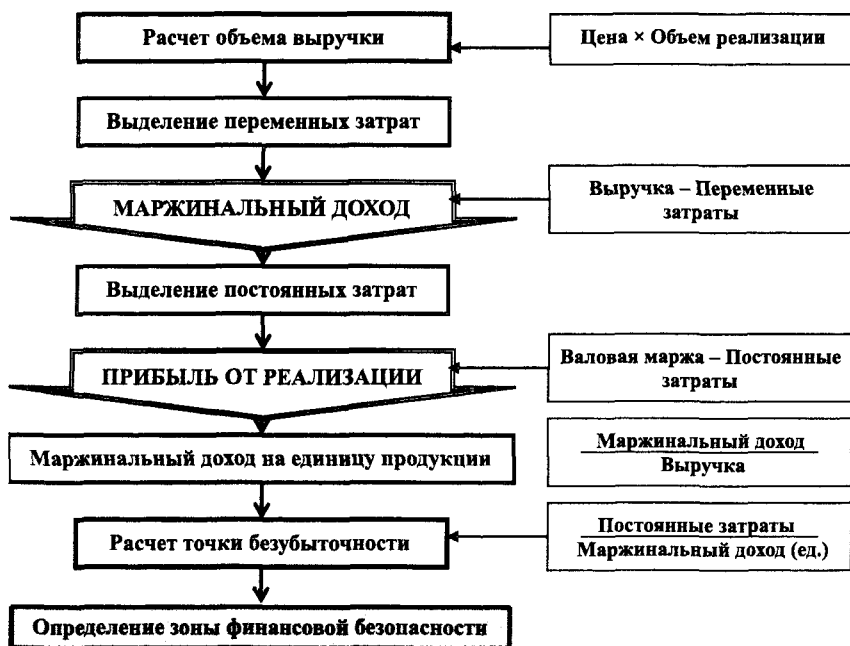 Расчет объема выручки
Цена × Объем реализации
Выделение переменных затрат
МАРЖИНАЛЬНЫЙ ДОХОД
Выручка – Переменные
затраты
Выделение постоянных затрат
ПРИБЫЛЬ ОТ РЕАЛИЗАЦИИ
Валовая маржа – Постоянные
затраты
Маржинальный доход на единицу продукции
Маржинальный доход
Выручка
Расчет точки безубыточности
Постоянные затраты
Маржинальный доход (ед.)
Определение зоны финансовой безопасности